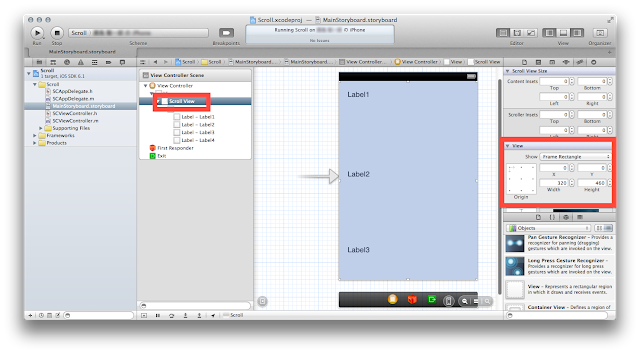 Scroll.xcodeproj — MainStoryboard.storyboard
Scroll
iPhone
Running Scroll on
iPhone
No Issues
Run
Stop
Scheme
Breakpoints
Editor
View
Organizer
MainStoryboard.storyboard
Scroll
Scroll
MainStoryboard....
MainStoryboard....
View Controller...
View Controller
View
Scroll View
Scroll
1 target, iOS SDK 6.1
Scroll
SCAppDelegate.h
SCAppDelegate.m
MainStoryboard.storyboard
SCViewController.h
SCViewController.m
Supporting Files
Frameworks
Products
View Controller Scene
View Controller
Scroll View
Label - Label1
Label - Label2
Label - Label3
Label - Label4
First Responder
Exit
Label1
Label2
Label3
Scroll View Size
Content Insets
0
0
Top
Bottom
0
0
Left
Right
Scroller Insets
0
0
Top
Bottom
0
0
Left
Right
View
Show
Frame Rectangle
0
0
X
Y
320
460
Width
Height
Origin
Objects
Pan Gesture Recognizer - Provides a
recognizer for panning (dragging)
gestures which are invoked on the view.
Long Press Gesture Recognizer -
Provides a recognizer for long press
gestures which are invoked on the view.
View - Represents a rectangular region
in which it draws and receives events.
Container View - Defines a region of
Scroll